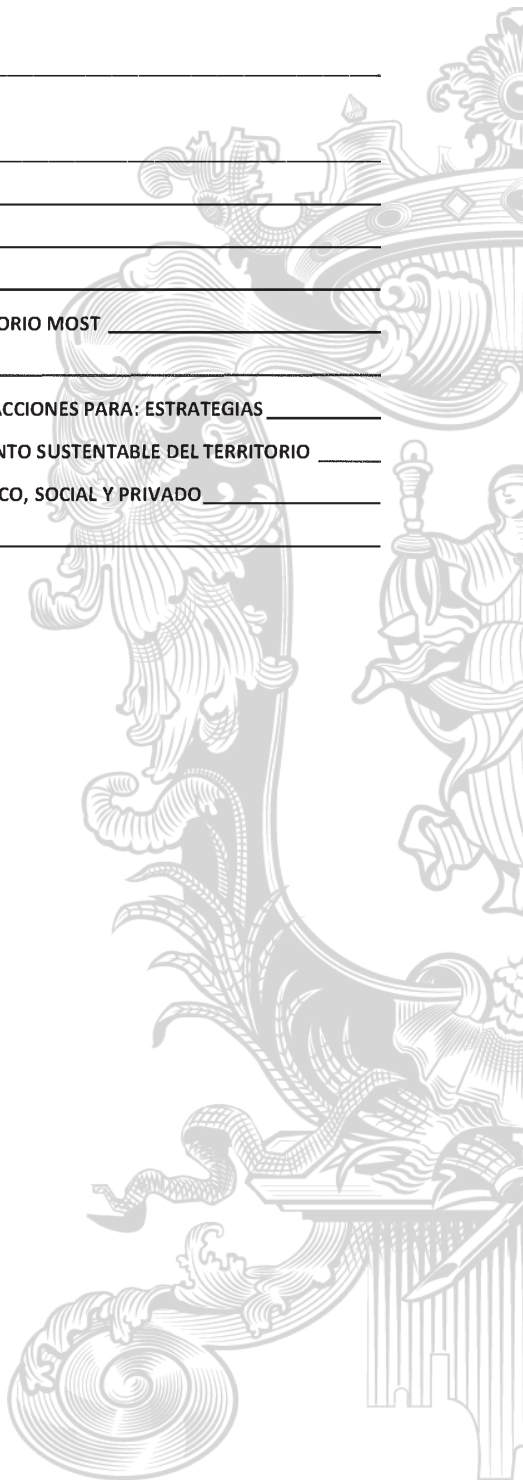 ORIO MOST
ACCIONES PARA: ESTRATEGIAS
NTO SUSTENTABLE DEL TERRITORIO
CO, SOCIAL Y PRIVADO